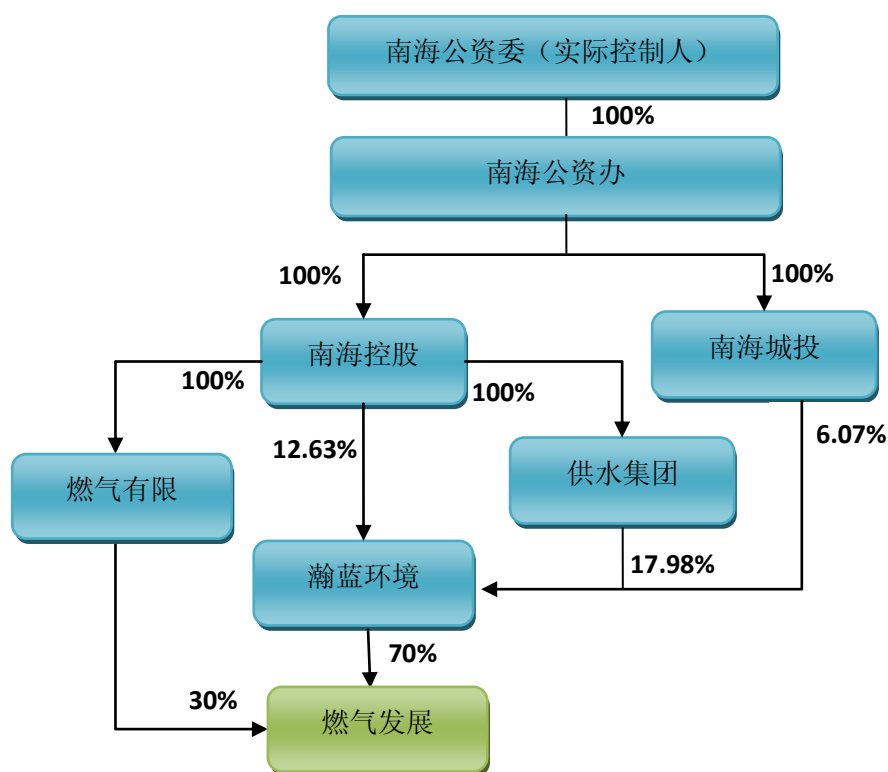 南海公资委（实际控制人）
100%
南海公资办
100%
100%
南海控股
南海城投
100%
100%
12.63%
6.07%
燃气有限
供水集团
瀚蓝环境
17.98%
70%
30%
燃气发展